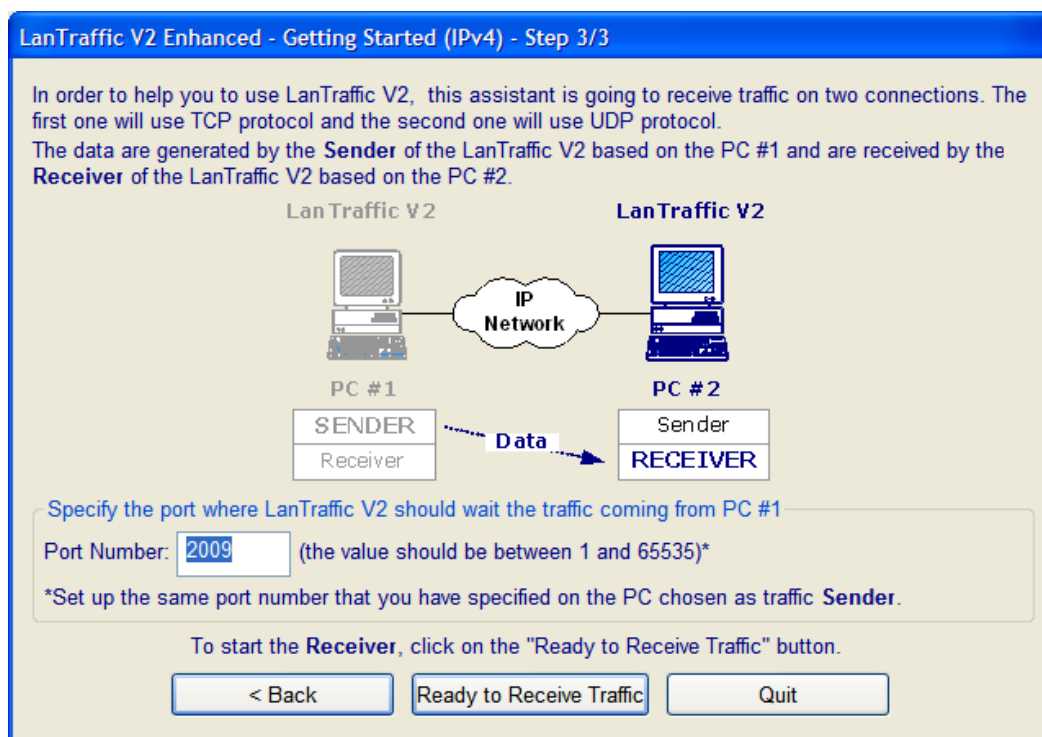 LanTraffic V2 Enhanced - Getting Started (IPv4) - Step 3/3
In order to help you to use LanTraffic V2, this assistant is going to receive traffic on two connections. The
first one will use TCP protocol and the second one will use UDP protocol.
The data are generated by the Sender of the LanTraffic V2 based on the PC #1 and are received by the
Receiver of the LanTraffic V2 based on the PC #2.
LanTraffic V2 LanTraffic V2
IP
Network
PC #1 PC #2
SENDER Data Sender
Receiver RECEIVER
Specify the port where LanTraffic V2 should wait the traffic coming from PC #1
Port Number: 2009 (the value should be between 1 and 65535)*
*Set up the same port number that you have specified on the PC chosen as traffic Sender.
To start the Receiver, click on the "Ready to Receive Traffic" button.
< Back Ready to Receive Traffic Quit